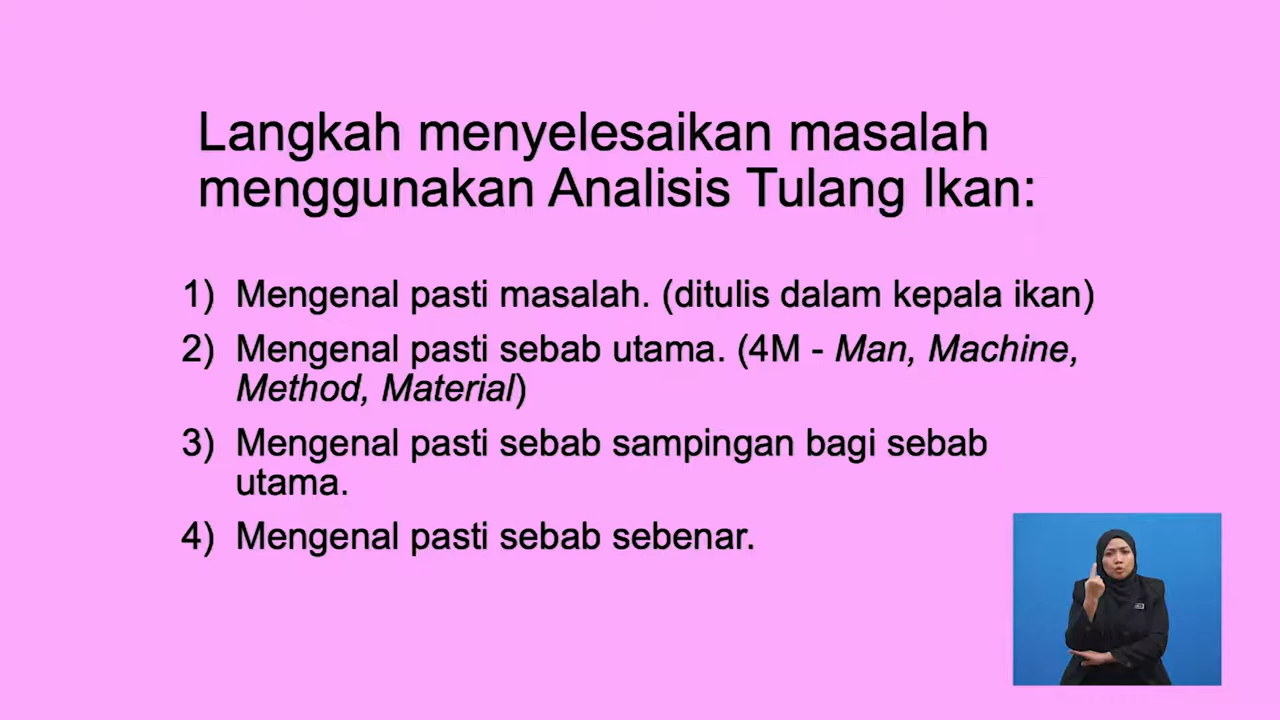 Langkah menyelesaikan masalah
menggunakan Analisis Tulang Ikan:
1) Mengenal pasti masalah. (ditulis dalam kepala ikan)
2) Mengenal pasti sebab utama. (4M - Man, Machine,
Method, Material)
3) Mengenal pasti sebab sampingan bagi sebab
utama.
4) Mengenal pasti sebab sebenar.